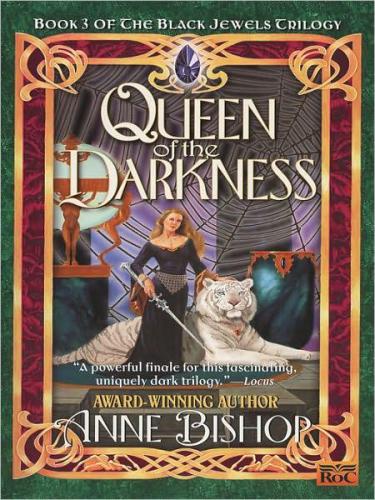 BOOK 3 OF THE BLACK JEWELS TRILOGY
QUEEN
of the
DARKNESS
"A powerful finale for this fascinating,
uniquely dark trilogy."—Locus
AWARD-WINNING AUTHOR
ANNE BISHOP
ROC